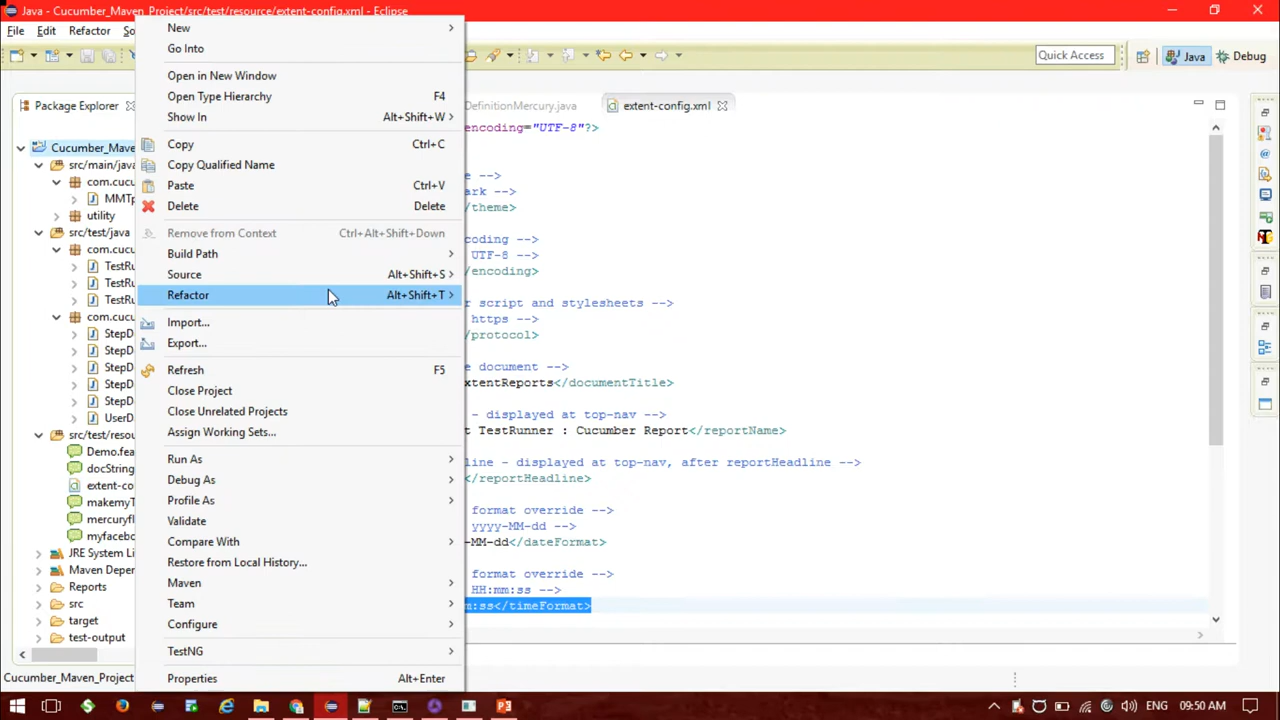 Java - Cucumber_Maven_Project/src/test/resource/extent-config.xml - Eclipse
File Edit Refactor So
Quick Access Java Debug
Package Explorer
DefinitionMercury.java extent-config.xml
New
Go Into
Open in New Window
Open Type Hierarchy F4
Show In Alt+Shift+W
Copy Ctrl+C
Copy Qualified Name
Paste Ctrl+V
Delete Delete
Remove from Context Ctrl+Alt+Shift+Down
Build Path
Source Alt+Shift+S
Refactor Alt+Shift+T
Import...
Export...
Refresh F5
Close Project
Close Unrelated Projects
Assign Working Sets...
Run As
Debug As
Profile As
Validate
Compare With
Restore from Local History...
Maven
Team
Configure
TestNG
Properties Alt+Enter
Cucumber_Mave
src/main/java
com.cucu
MMTp
utility
src/test/java
com.cucu
TestRu
TestRu
TestRu
com.cucu
StepD
StepD
StepD
StepD
StepD
UserD
src/test/resou
Demo.fea
docString
extent-co
makemyT
mercuryfl
myfacebo
JRE System Li
Maven Depe
Reports
src
target
test-output
Cucumber_Maven_Project
encoding="UTF-8"?>
e -->
ark -->
/theme>
coding -->
UTF-8 -->
/encoding>
r script and stylesheets -->
https -->
/protocol>
e document -->
xtentReports</documentTitle>
- displayed at top-nav -->
t TestRunner : Cucumber Report</reportName>
line - displayed at top-nav, after reportHeadline -->
/reportHeadline>
format override -->
yyyy-MM-dd -->
-MM-dd</dateFormat>
format override -->
HH:mm:ss -->
m:ss</timeFormat>
ENG 09:50 AM